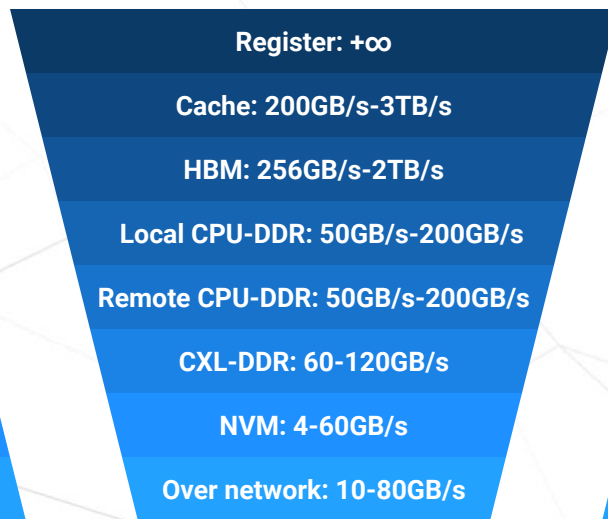 Register: +∞
Cache: 200GB/s-3TB/s
HBM: 256GB/s-2TB/s
Local CPU-DDR: 50GB/s-200GB/s
Remote CPU-DDR: 50GB/s-200GB/s
CXL-DDR: 60-120GB/s
NVM: 4-60GB/s
Over network: 10-80GB/s